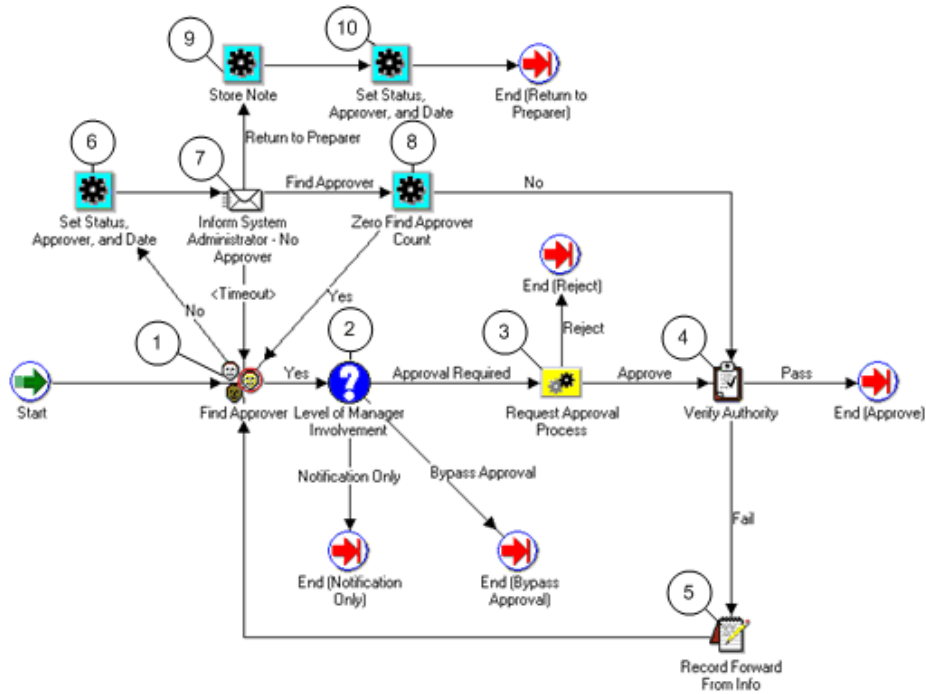 9
10
Store Note
Set Status,
Approver, and Date
End (Return to
Preparer)
Return to Preparer
6
7
8
Find Approver
No
Set Status,
Approver, and Date
Inform System
Administrator - No
Approver
Zero Find Approver
Count
<Timeout>
Yes
No
End (Reject)
Reject
1
2
3
4
Start
Find Approver
Yes
Level of Manager
Involvement
Approval Required
Request Approval
Process
Approve
Verify Authority
Pass
End (Approve)
Notification Only
Bypass Approval
Fail
End (Notification
Only)
End (Bypass
Approval)
5
Record Forward
From Info